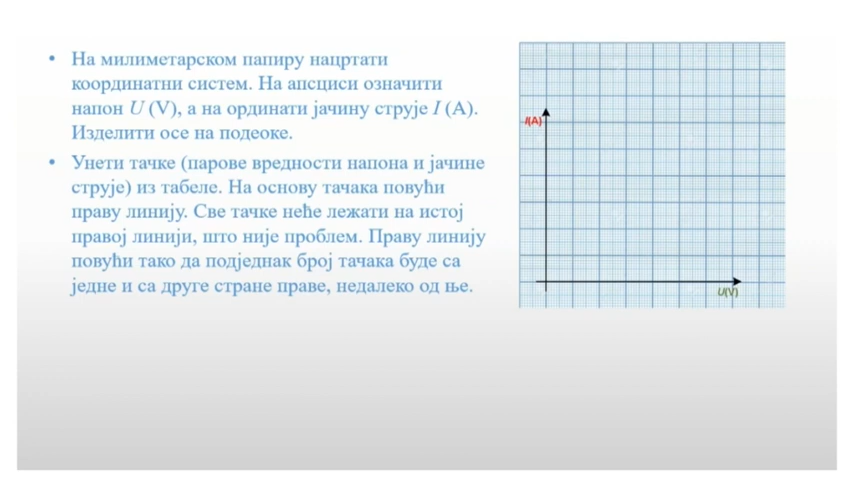 • На милиметарском папиру нацртати
координатни систем. На апсциси означити
напон U (V), а на ординати јачину струје I (A).
Изделити осе на подеоке.
• Унети тачке (парове вредности напона и јачине
струје) из табеле. На основу тачака повући
праву линију. Све тачке неће лежати на истој
правој линији, што није проблем. Праву линију
повући тако да подједнак број тачака буде са
једне и са друге стране праве, недалеко од ње.
I(A)
U(V)